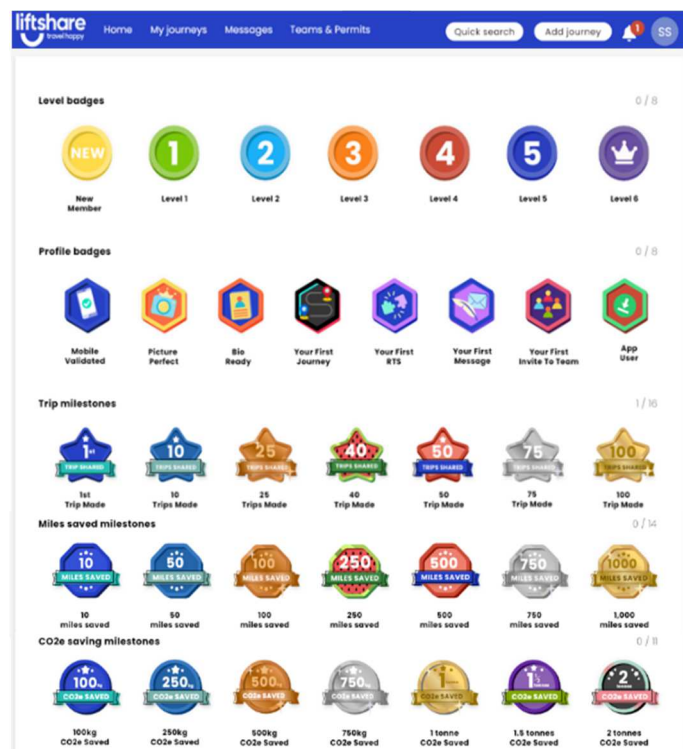 liftshare
travel happy
Home My journeys Messages Teams & Permits Quick search Add journey 1 SS
Level badges 0 / 8
NEW 1 2 3 4 5
New Member Level 1 Level 2 Level 3 Level 4 Level 5 Level 6
Profile badges 0 / 8
Mobile Picture Bio Your First Your First Your First Your First App
Validated Perfect Ready Journey RTS Message Invite To Team User
Trip milestones 1 / 16
1st 10 25 40 50 75 100
TRIP SHARED TRIPS SHARED TRIPS SHARED TRIPS SHARED TRIPS SHARED TRIPS SHARED TRIPS SHARED
1st 10 25 40 50 75 100
Trip Made Trips Made Trips Made Trip Made Trip Made Trip Made Trip Made
Miles saved milestones 0 / 14
10 50 100 250 500 750 1000
MILES SAVED MILES SAVED MILES SAVED MILES SAVED MILES SAVED MILES SAVED MILES SAVED
10 50 100 250 500 750 1,000
miles saved miles saved miles saved miles saved miles saved miles saved miles saved
CO2e saving milestones 0 / 11
100kg 250kg 500kg 750kg 1 1½ 2
CO2e SAVED CO2e SAVED CO2e SAVED CO2e SAVED CO2e SAVED CO2e SAVED CO2e SAVED
100kg 250kg 500kg 750kg 1 tonne 1.5 tonnes 2 tonnes
CO2e Saved CO2e Saved CO2e Saved CO2e Saved CO2e Saved CO2e Saved CO2e Saved